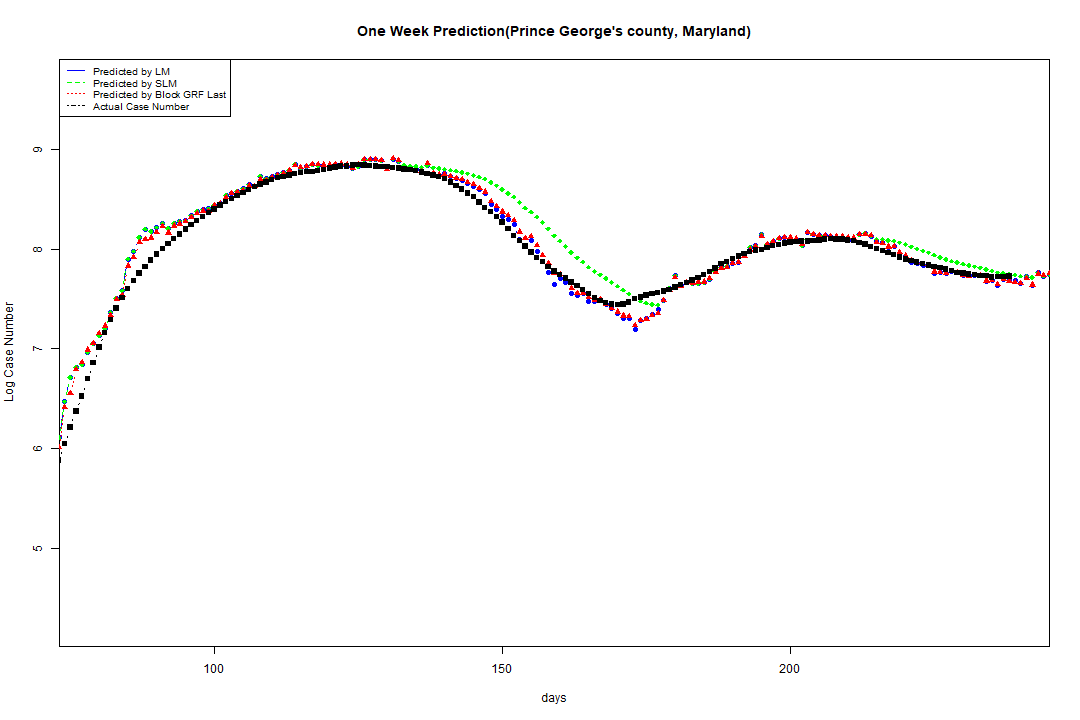 One Week Prediction(Prince George's county, Maryland)
Predicted by LM
Predicted by SLM
Predicted by Block GRF Last
Actual Case Number
9
8
7
6
5
Log Case Number
100 150 200
days